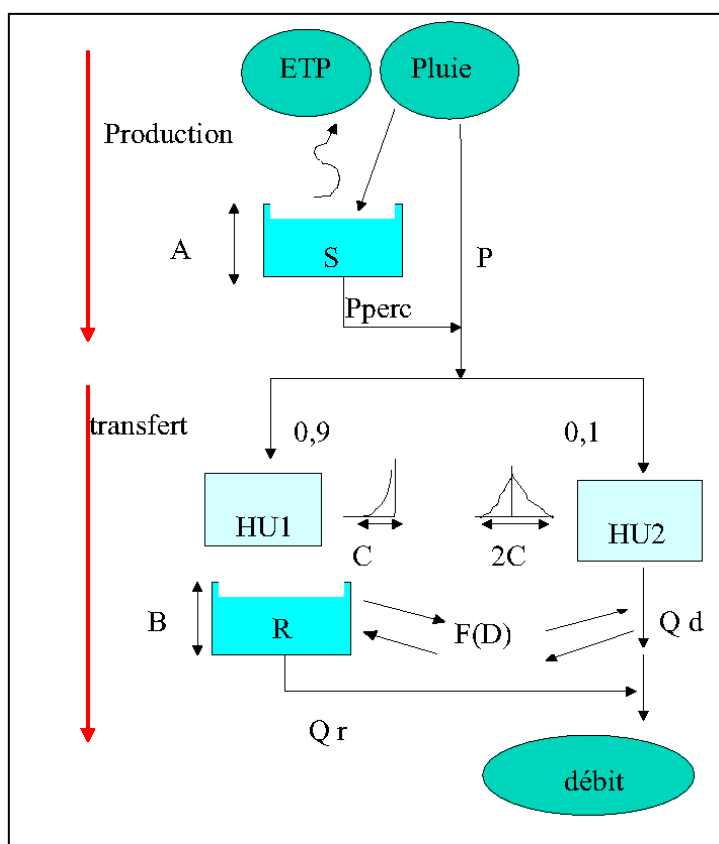 ETP
Pluie
Production
A
S
P
Pperc
transfert
0,9
0,1
HU1
HU2
C
2C
B
R
F(D)
Q d
Q r
débit